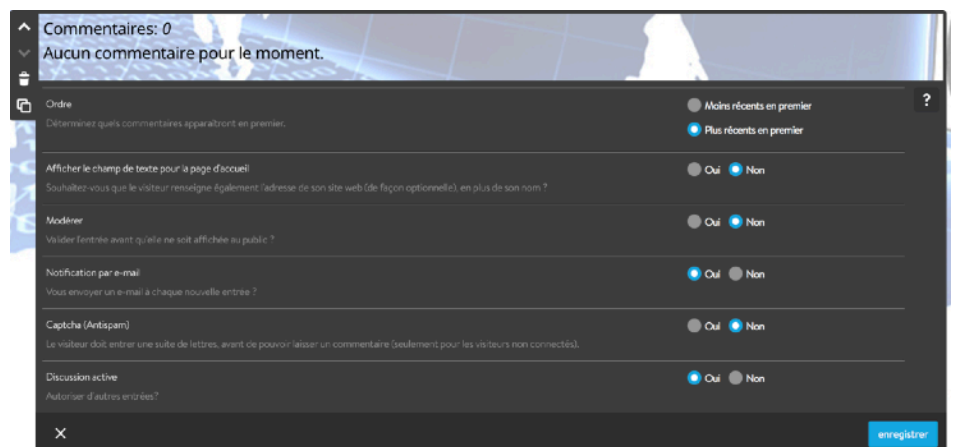 Commentaires: 0
Aucun commentaire pour le moment.
Ordre
Déterminez quels commentaires apparaîtront en premier.
Moins récents en premier
Plus récents en premier
?
Afficher le champ de texte pour la page d'accueil
Souhaitez-vous que le visiteur renseigne également l'adresse de son site web (de façon optionnelle), en plus de son nom ?
Oui Non
Modérer
Valider l'entrée avant qu'elle ne soit affichée au public ?
Oui Non
Notification par e-mail
Vous envoyer un e-mail à chaque nouvelle entrée ?
Oui Non
Captcha (Antispam)
Le visiteur doit entrer une suite de lettres, avant de pouvoir laisser un commentaire (seulement pour les visiteurs non connectés).
Oui Non
Discussion active
Autoriser d'autres entrées?
Oui Non
enregistrer